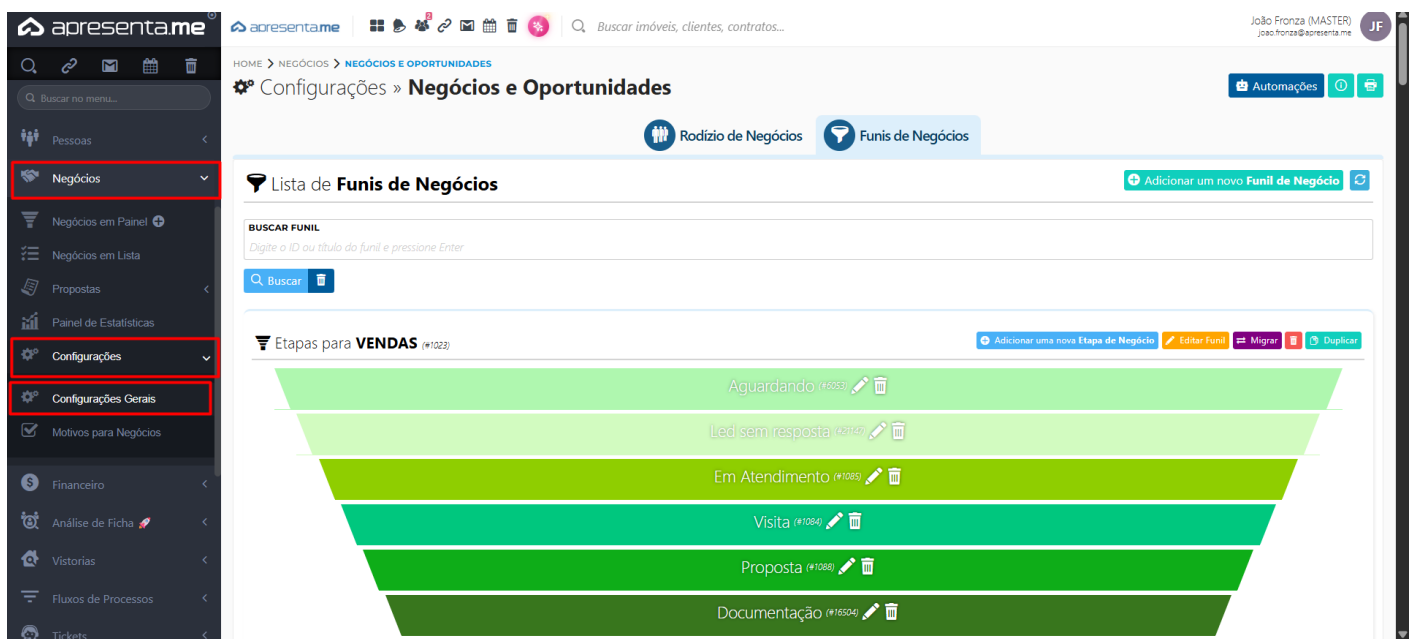 apresenta.me
apresenta.me
2
Buscar imóveis, clientes, contratos...
João Fronza (MASTER)
joao.fronza@apresenta.me
JF
Buscar no menu...
Pessoas
Negócios
Negócios em Painel
Negócios em Lista
Propostas
Painel de Estatísticas
Configurações
Configurações Gerais
Motivos para Negócios
Financeiro
Análise de Ficha 🚀
Vistorias
Fluxos de Processos
Tickets
HOME > NEGÓCIOS > NEGÓCIOS E OPORTUNIDADES
Configurações » Negócios e Oportunidades
Automações
Rodízio de Negócios
Funis de Negócios
Lista de Funis de Negócios
Adicionar um novo Funil de Negócio
BUSCAR FUNIL
Digite o ID ou título do funil e pressione Enter
Buscar
Etapas para VENDAS (#1023)
Adicionar uma nova Etapa de Negócio
Editar Funil
Migrar
Duplicar
Aguardando (#6053)
Led sem resposta (#21147)
Em Atendimento (#1085)
Visita (#1084)
Proposta (#1088)
Documentação (#16504)